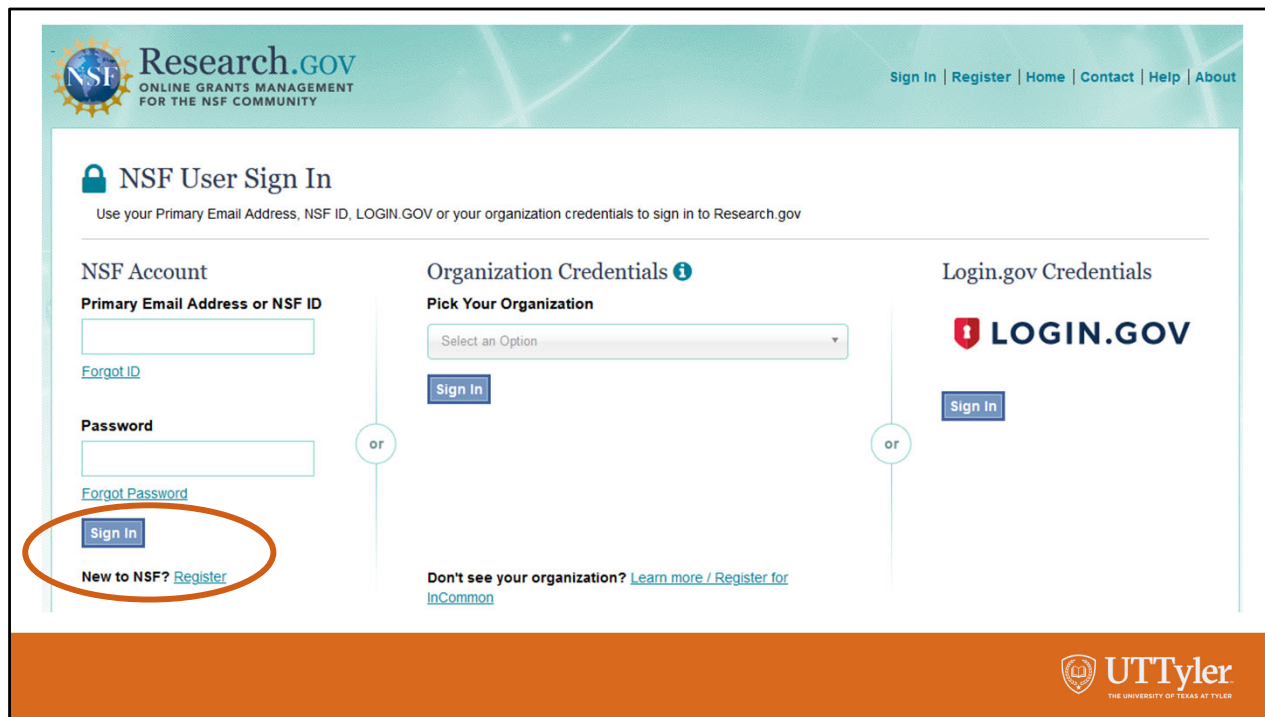 NSF
Research.GOV
ONLINE GRANTS MANAGEMENT
FOR THE NSF COMMUNITY
Sign In | Register | Home | Contact | Help | About
NSF User Sign In
Use your Primary Email Address, NSF ID, LOGIN.GOV or your organization credentials to sign in to Research.gov
NSF Account
Primary Email Address or NSF ID
Forgot ID
Password
Forgot Password
Sign In
New to NSF? Register
or
Organization Credentials i
Pick Your Organization
Select an Option
Sign In
Don't see your organization? Learn more / Register for
InCommon
or
Login.gov Credentials
LOGIN.GOV
Sign In
UTTyler
THE UNIVERSITY OF TEXAS AT TYLER